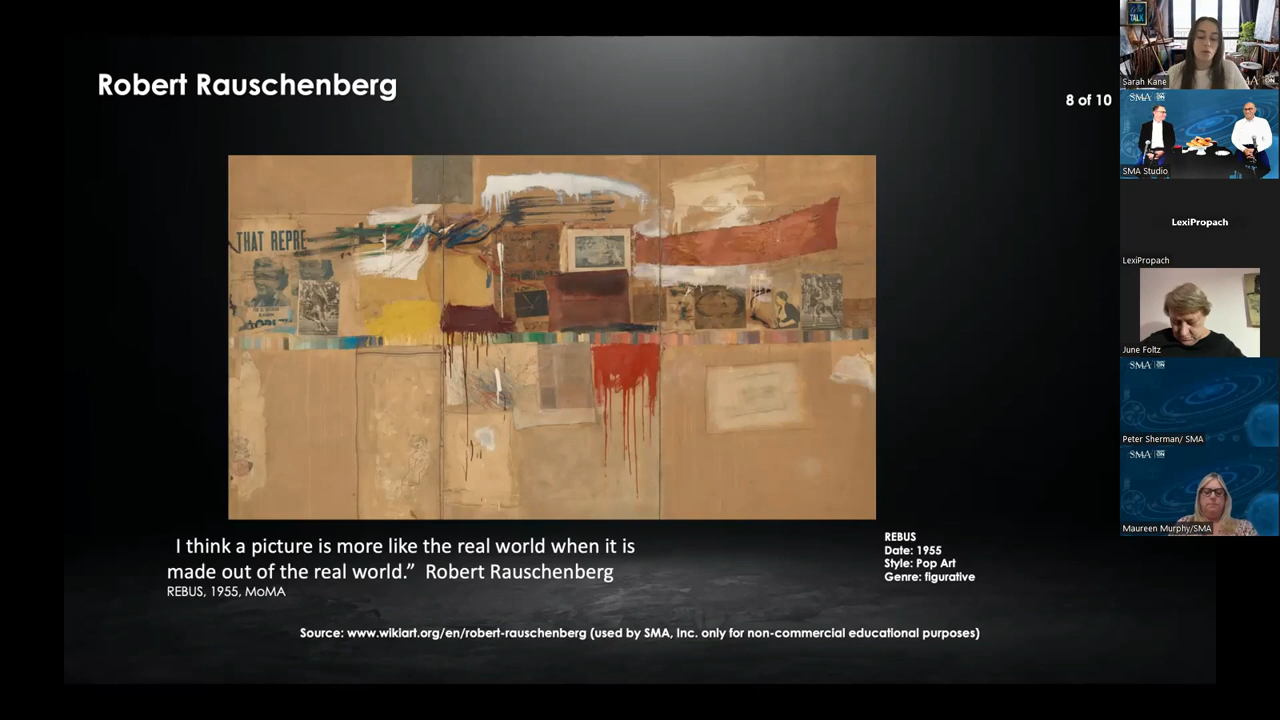 Robert Rauschenberg
8 of 10
THAT REPRE
I think a picture is more like the real world when it is
made out of the real world.” Robert Rauschenberg
REBUS, 1955, MoMA
REBUS
Date: 1955
Style: Pop Art
Genre: figurative
Source: www.wikiart.org/en/robert-rauschenberg (used by SMA, Inc. only for non-commercial educational purposes)
TALK
Sarah Kane
SMA
SMA Studio
LexiPropach
LexiPropach
June Foltz
SMA
Peter Sherman/ SMA
SMA
Maureen Murphy/SMA